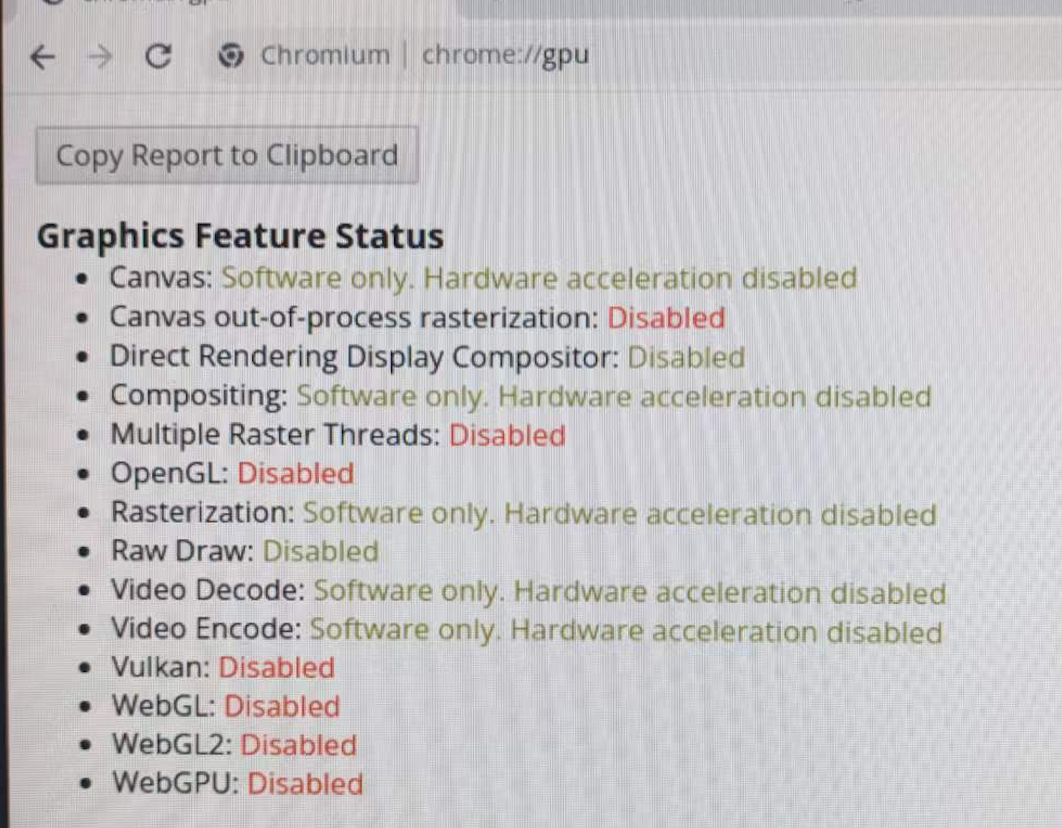 Chromium | chrome://gpu
Copy Report to Clipboard
Graphics Feature Status
• Canvas: Software only. Hardware acceleration disabled
• Canvas out-of-process rasterization: Disabled
• Direct Rendering Display Compositor: Disabled
• Compositing: Software only. Hardware acceleration disabled
• Multiple Raster Threads: Disabled
• OpenGL: Disabled
• Rasterization: Software only. Hardware acceleration disabled
• Raw Draw: Disabled
• Video Decode: Software only. Hardware acceleration disabled
• Video Encode: Software only. Hardware acceleration disabled
• Vulkan: Disabled
• WebGL: Disabled
• WebGL2: Disabled
• WebGPU: Disabled